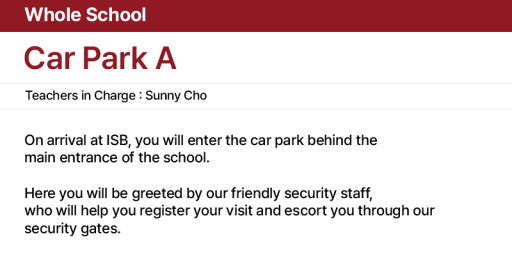 Whole School
Car Park A
Teachers in Charge : Sunny Cho
On arrival at ISB, you will enter the car park behind the
main entrance of the school.
Here you will be greeted by our friendly security staff,
who will help you register your visit and escort you through our
security gates.